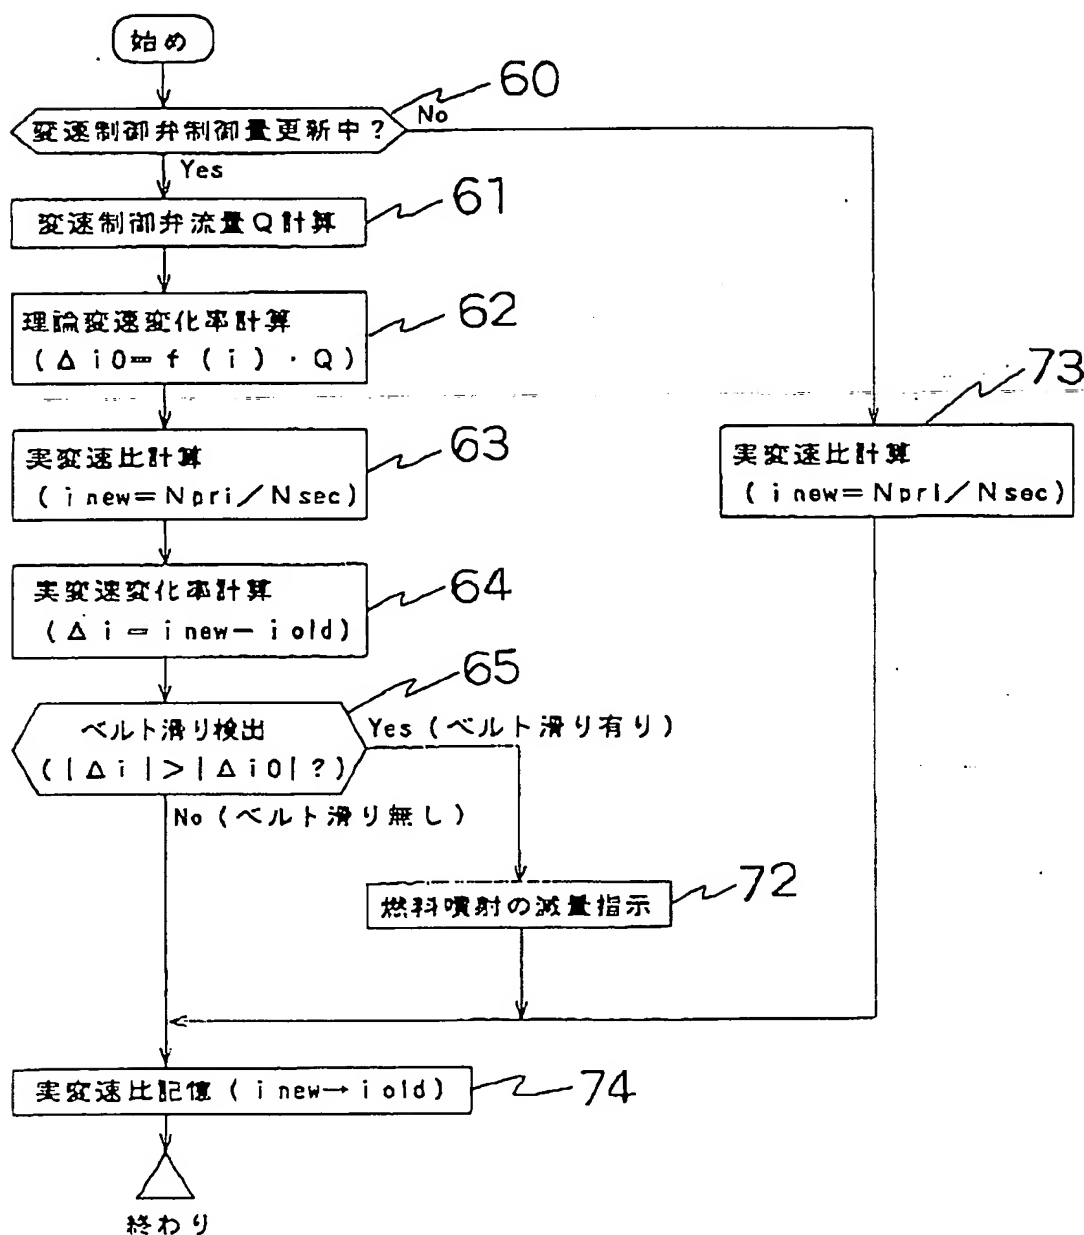 始め
60
変速制御弁制御量更新中?
No
Yes
61
変速制御弁流量Q計算
62
理論変速変化率計算
(Δi0=f(i)・Q)
73
63
実変速比計算
(inew=Npri/Nsec)
実変速比計算
(inew=Npri/Nsec)
64
実変速変化率計算
(Δi=inew-iold)
65
ベルト滑り検出
(|Δi|>|Δi0|?)
Yes(ベルト滑り有り)
No(ベルト滑り無し)
72
燃料噴射の減量指示
実変速比記憶(inew→iold)
74
終わり